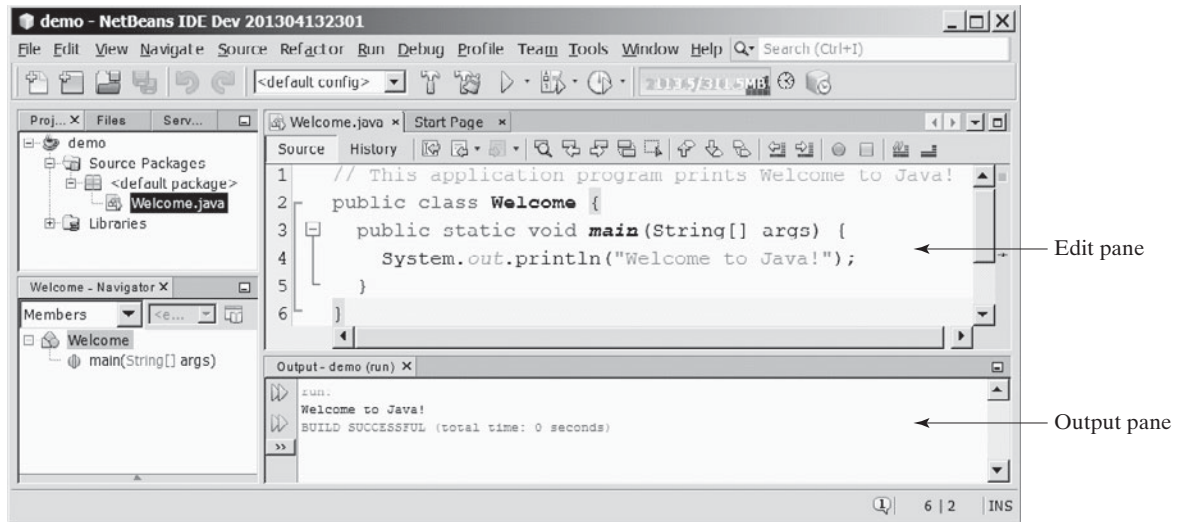 demo - NetBeans IDE Dev 201304132301
File Edit View Navigate Source Refactor Run Debug Profile Team Tools Window Help Search (Ctrl+I)
<default config>
Proj... X Files Serv...
demo
Source Packages
<default package>
Welcome.java
Libraries
Welcome - Navigator X
Members <e...
Welcome
main(String[] args)
Welcome.java × Start Page ×
Source History
1 // This application program prints Welcome to Java!
2 public class Welcome {
3 public static void main(String[] args) {
4 System.out.println("Welcome to Java!");
5 }
6 }
Edit pane
Output - demo (run) X
run:
Welcome to Java!
BUILD SUCCESSFUL (total time: 0 seconds)
Output pane
6 | 2 INS